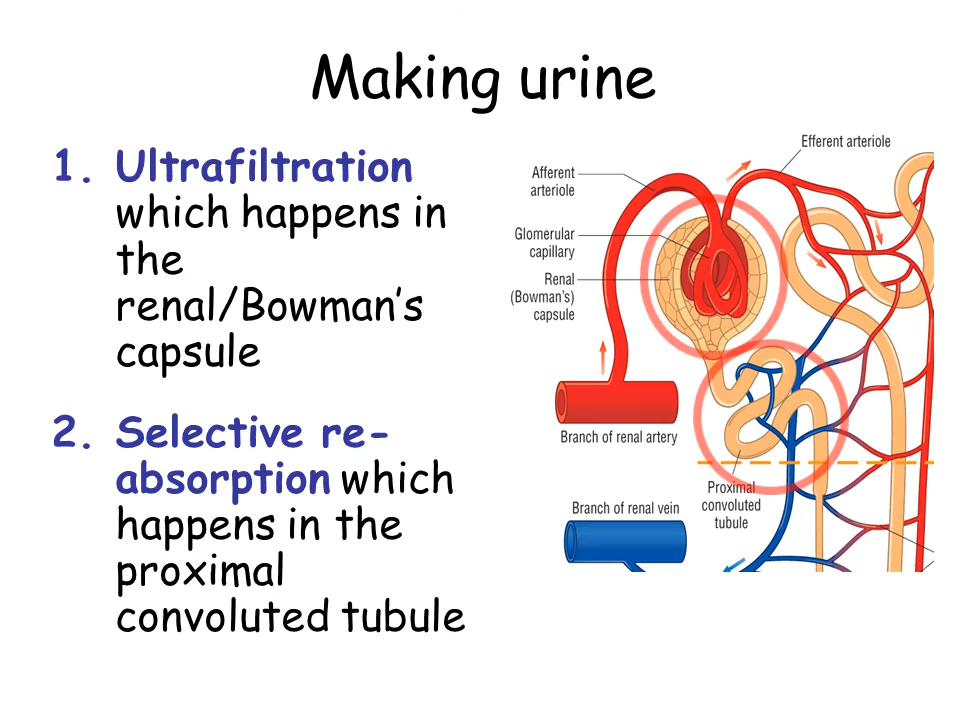 Making urine
1. Ultrafiltration
which happens in
the
renal/Bowman’s
capsule
2. Selective re-
absorption which
happens in the
proximal
convoluted tubule
Efferent arteriole
Afferent
arteriole
Glomerular
capillary
Renal
(Bowman’s)
capsule
Branch of renal artery
Proximal
convoluted
tubule
Branch of renal vein